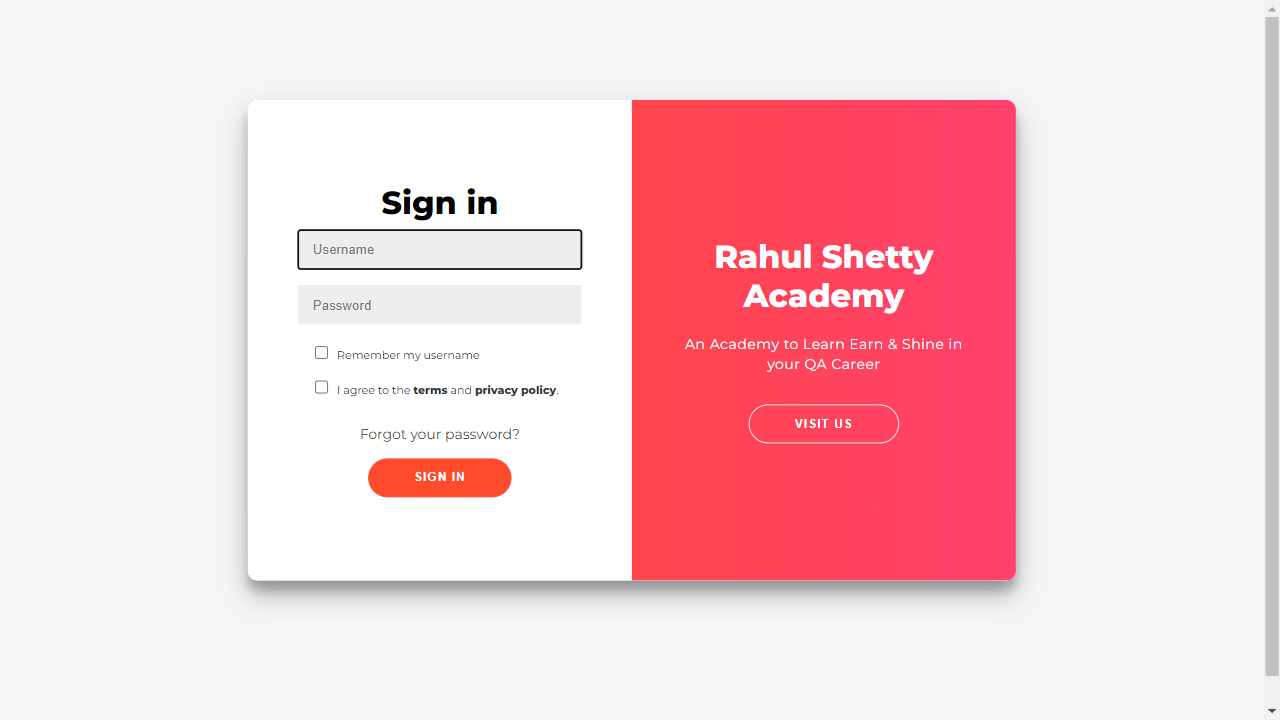 Sign in
Username
Password
Remember my username
I agree to the terms and privacy policy.
Forgot your password?
SIGN IN
Rahul Shetty
Academy
An Academy to Learn Earn & Shine in
your QA Career
VISIT US